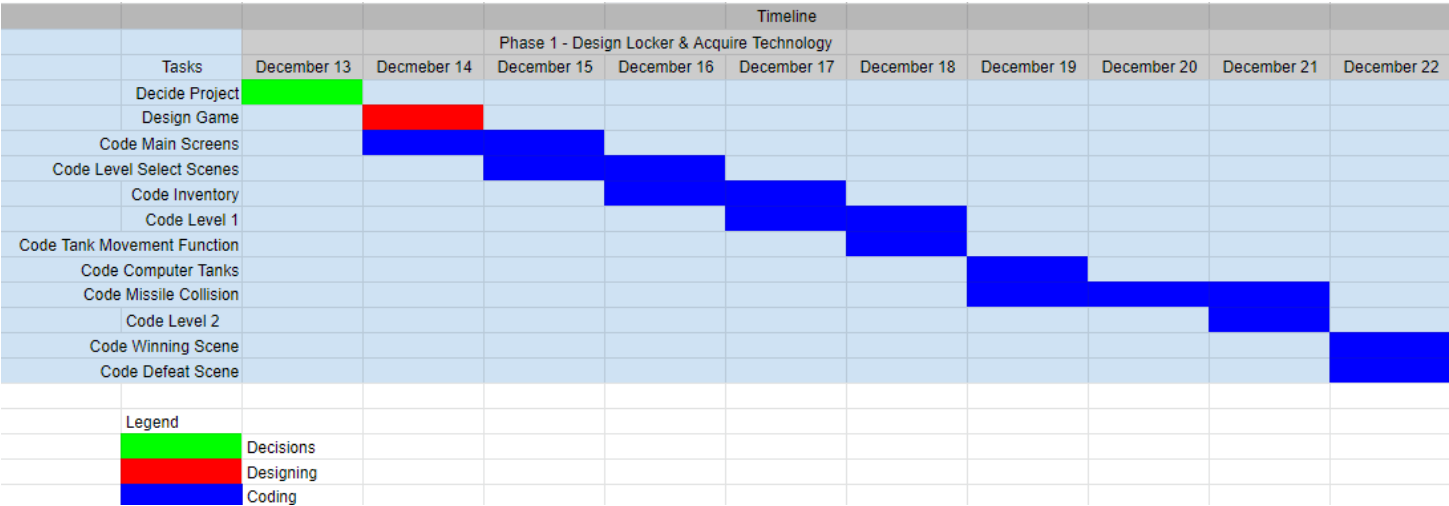 Timeline
Phase 1 - Design Locker & Acquire Technology
Tasks December 13 Decmeber 14 December 15 December 16 December 17 December 18 December 19 December 20 December 21 December 22
Decide Project
Design Game
Code Main Screens
Code Level Select Scenes
Code Inventory
Code Level 1
Code Tank Movement Function
Code Computer Tanks
Code Missile Collision
Code Level 2
Code Winning Scene
Code Defeat Scene
Legend
Decisions
Designing
Coding